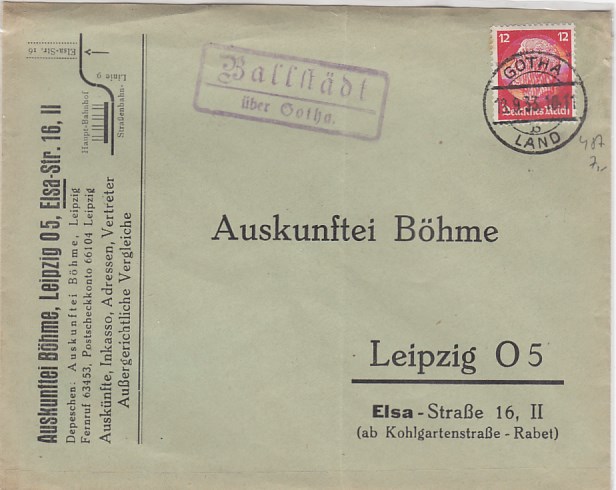 Auskunftei Böhme, Leipzig O 5, Elsa-Str. 16, II
Depeschen: Auskunftei Böhme, Leipzig
Fernruf 63453, Postscheckkonto 66104 Leipzig
Auskünfte, Inkasso, Adressen, Vertreter
Außergerichtliche Vergleiche
Elsa-Str. 16
Linie 9
Haupt-Bahnhof
Straßenbahn-
Ballstädt
über Gotha.
12 12
Deutsches Reich
GOTHA
LAND
b
487
7,-
Auskunftei Böhme
Leipzig O 5
Elsa-Straße 16, II
(ab Kohlgartenstraße-Rabet)